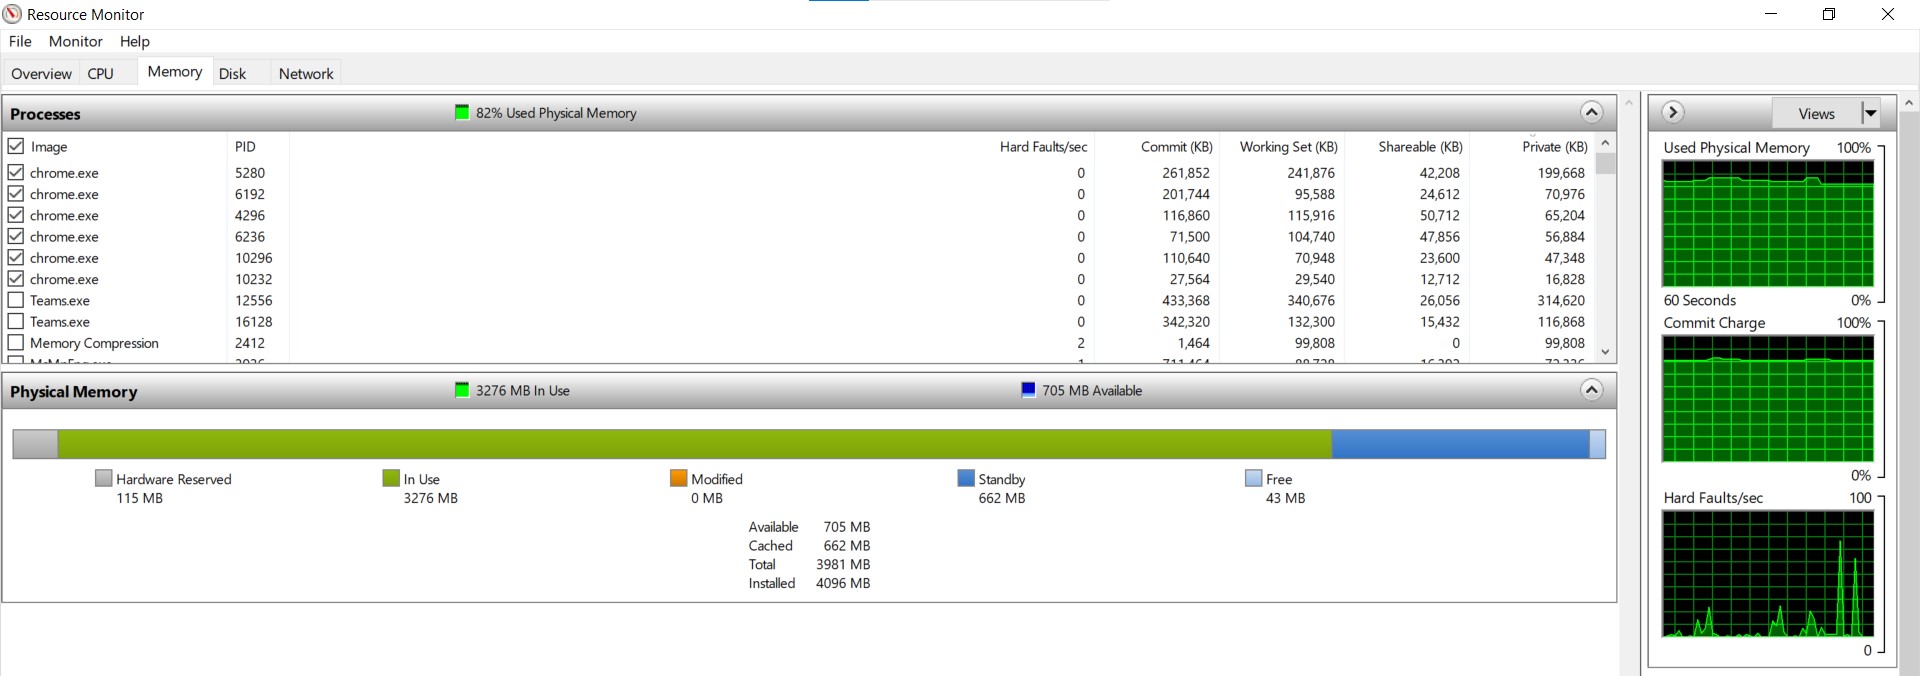 Resource Monitor
File Monitor Help
Overview CPU Memory Disk Network
Processes 82% Used Physical Memory
Image PID Hard Faults/sec Commit (KB) Working Set (KB) Shareable (KB) Private (KB)
chrome.exe 5280 0 261,852 241,876 42,208 199,668
chrome.exe 6192 0 201,744 95,588 24,612 70,976
chrome.exe 4296 0 116,860 115,916 50,712 65,204
chrome.exe 6236 0 71,500 104,740 47,856 56,884
chrome.exe 10296 0 110,640 70,948 23,600 47,348
chrome.exe 10232 0 27,564 29,540 12,712 16,828
Teams.exe 12556 0 433,368 340,676 26,056 314,620
Teams.exe 16128 0 342,320 132,300 15,432 116,868
Memory Compression 2412 2 1,464 99,808 0 99,808
Physical Memory 3276 MB In Use 705 MB Available
Hardware Reserved In Use Modified Standby Free
115 MB 3276 MB 0 MB 662 MB 43 MB
Available 705 MB
Cached 662 MB
Total 3981 MB
Installed 4096 MB
Views
Used Physical Memory 100%
60 Seconds 0%
Commit Charge 100%
0%
Hard Faults/sec 100
0